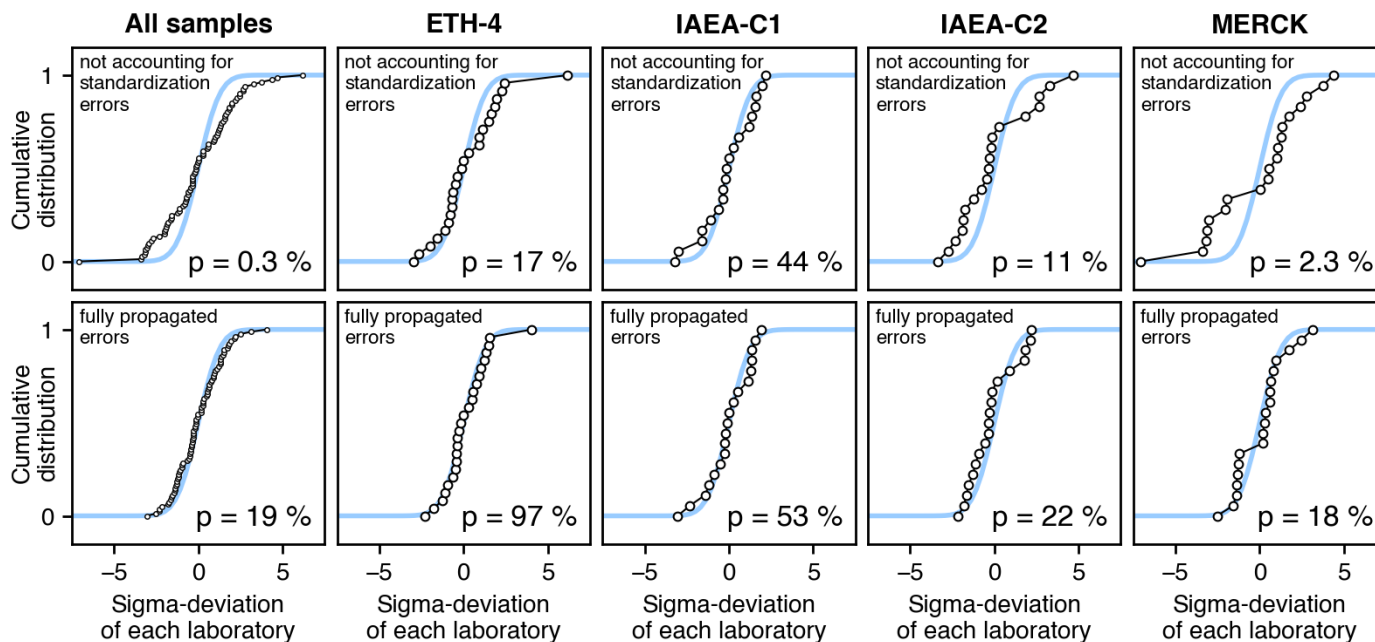 All samples
ETH-4
IAEA-C1
IAEA-C2
MERCK
Cumulative
distribution
1
0
not accounting for
standardization
errors
p = 0.3 %
not accounting for
standardization
errors
p = 17 %
not accounting for
standardization
errors
p = 44 %
not accounting for
standardization
errors
p = 11 %
not accounting for
standardization
errors
p = 2.3 %
Cumulative
distribution
1
0
fully propagated
errors
p = 19 %
fully propagated
errors
p = 97 %
fully propagated
errors
p = 53 %
fully propagated
errors
p = 22 %
fully propagated
errors
p = 18 %
−5 0 5
−5 0 5
−5 0 5
−5 0 5
−5 0 5
Sigma-deviation
of each laboratory
Sigma-deviation
of each laboratory
Sigma-deviation
of each laboratory
Sigma-deviation
of each laboratory
Sigma-deviation
of each laboratory